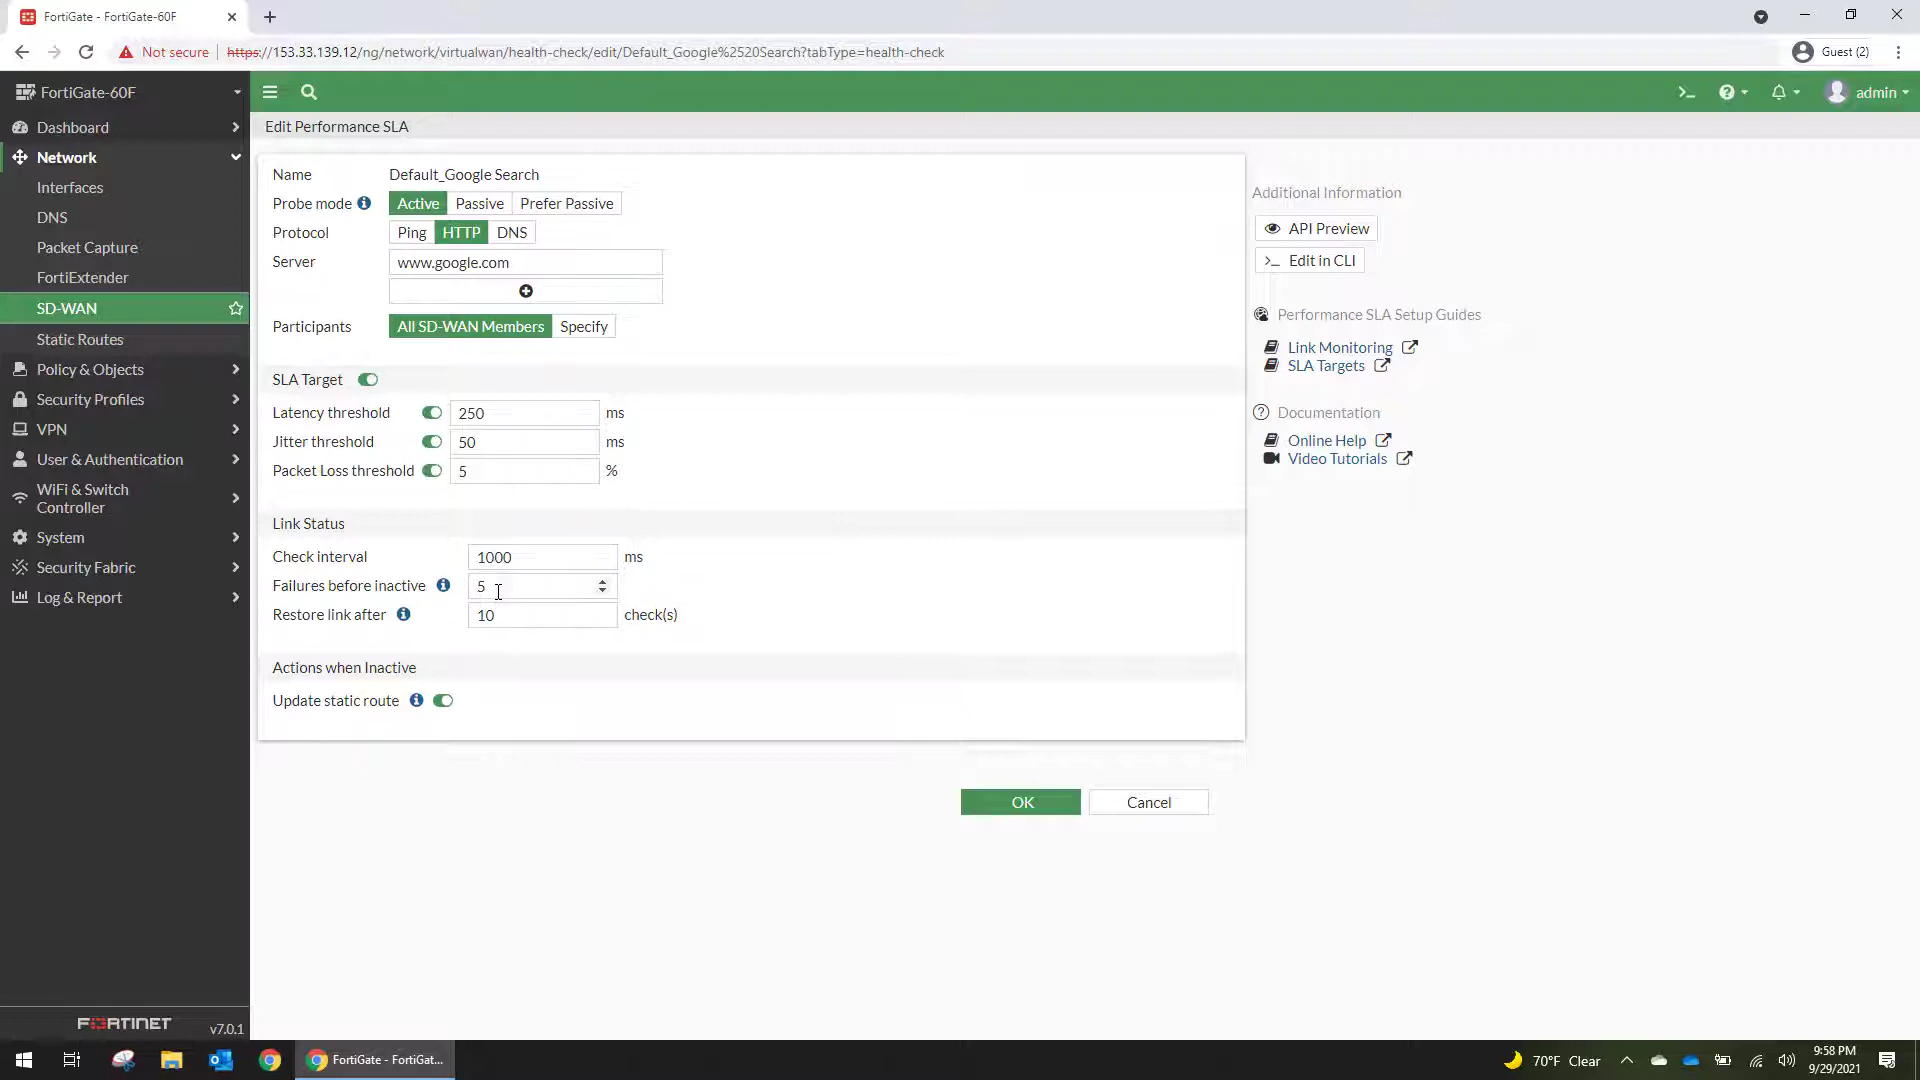 FortiGate - FortiGate-60F
Not secure https://153.33.139.12/ng/network/virtualwan/health-check/edit/Default_Google%2520Search?tabType=health-check
Guest (2)
FortiGate-60F
admin
Dashboard
Network
Interfaces
DNS
Packet Capture
FortiExtender
SD-WAN
Static Routes
Policy & Objects
Security Profiles
VPN
User & Authentication
WiFi & Switch
Controller
System
Security Fabric
Log & Report
FORTINET
v7.0.1
Edit Performance SLA
Name Default_Google Search
Probe mode Active Passive Prefer Passive
Protocol Ping HTTP DNS
Server www.google.com
Participants All SD-WAN Members Specify
SLA Target
Latency threshold 250 ms
Jitter threshold 50 ms
Packet Loss threshold 5 %
Link Status
Check interval 1000 ms
Failures before inactive 5
Restore link after 10 check(s)
Actions when Inactive
Update static route
OK Cancel
Additional Information
API Preview
>_ Edit in CLI
Performance SLA Setup Guides
Link Monitoring
SLA Targets
Documentation
Online Help
Video Tutorials
FortiGate - FortiGat...
70°F Clear
9:58 PM
9/29/2021